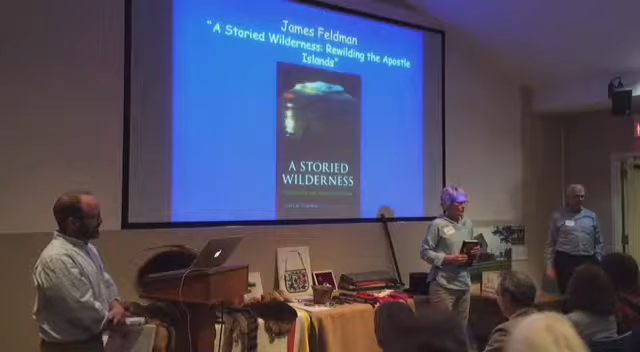 James Feldman
"A Storied Wilderness: Rewilding the Apostle
Islands"
A STORIED
WILDERNESS